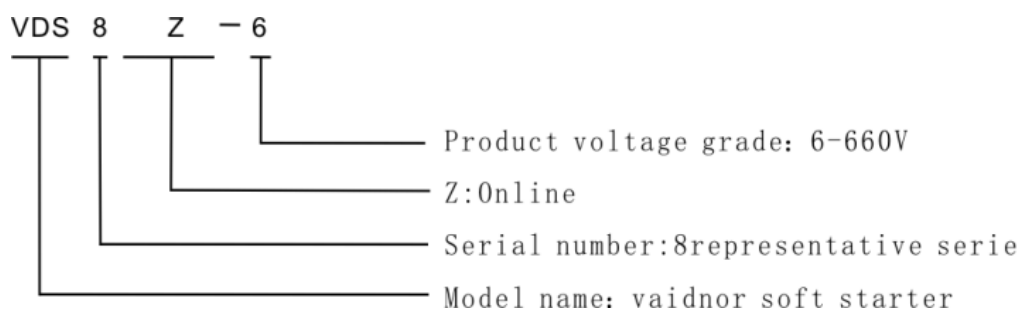 VDS 8 Z - 6
Product voltage grade: 6-660V
Z:Online
Serial number:8representative serie
Model name: vaidnor soft starter